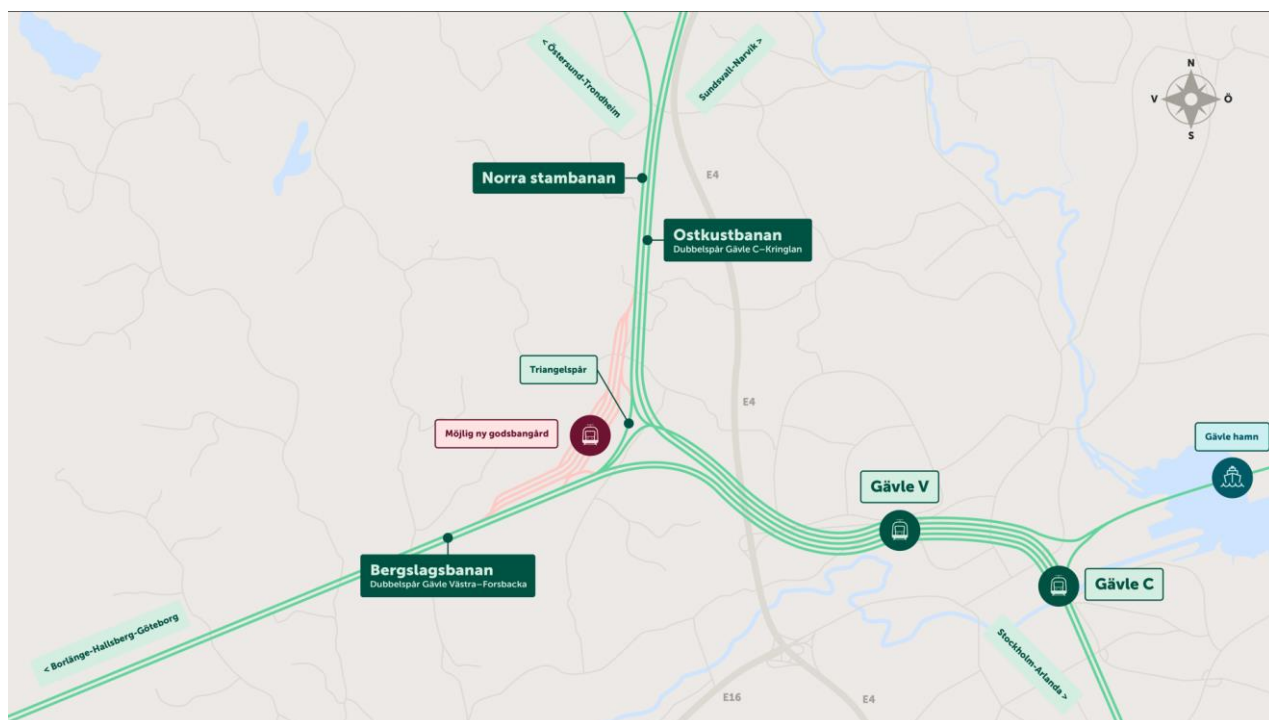 < Östersund-Trondheim
Sundsvall-Narvik >
N
V
Ö
S
Norra stambanan
E4
Ostkustbanan
Dubbelspår Gävle C–Kringlan
Triangelspår
E4
Möjlig ny godsbangård
Gävle hamn
Gävle V
Bergslagsbanan
Dubbelspår Gävle Västra–Forsbacka
Gävle C
< Borlänge-Hallsberg-Göteborg
Stockholm-Arlanda >
E16
E4